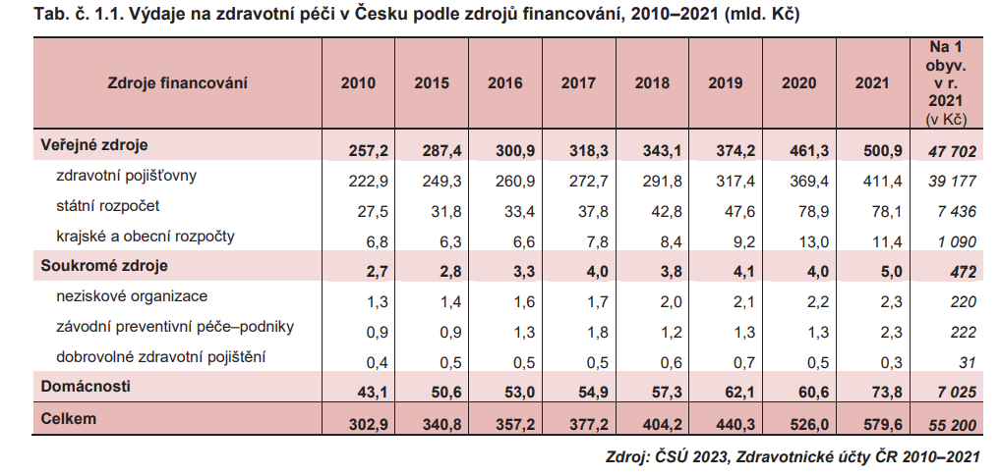 Tab. č. 1.1. Výdaje na zdravotní péči v Česku podle zdrojů financování, 2010–2021 (mld. Kč)
Zdroje financování 2010 2015 2016 2017 2018 2019 2020 2021 Na 1 obyv. v r. 2021 (v Kč)
Veřejné zdroje 257,2 287,4 300,9 318,3 343,1 374,2 461,3 500,9 47 702
zdravotní pojišťovny 222,9 249,3 260,9 272,7 291,8 317,4 369,4 411,4 39 177
státní rozpočet 27,5 31,8 33,4 37,8 42,8 47,6 78,9 78,1 7 436
krajské a obecní rozpočty 6,8 6,3 6,6 7,8 8,4 9,2 13,0 11,4 1 090
Soukromé zdroje 2,7 2,8 3,3 4,0 3,8 4,1 4,0 5,0 472
neziskové organizace 1,3 1,4 1,6 1,7 2,0 2,1 2,2 2,3 220
závodní preventivní péče–podniky 0,9 0,9 1,3 1,8 1,2 1,3 1,3 2,3 222
dobrovolné zdravotní pojištění 0,4 0,5 0,5 0,5 0,6 0,7 0,5 0,3 31
Domácnosti 43,1 50,6 53,0 54,9 57,3 62,1 60,6 73,8 7 025
Celkem 302,9 340,8 357,2 377,2 404,2 440,3 526,0 579,6 55 200
Zdroj: ČSÚ 2023, Zdravotnické účty ČR 2010–2021